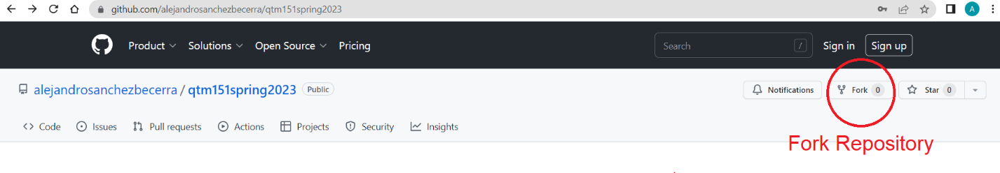 github.com/alejandrosanchezbecerra/qtm151spring2023
A
Product Solutions Open Source Pricing Search / Sign in Sign up
alejandrosanchezbecerra / qtm151spring2023 Public Notifications Fork 0 Star 0
Code Issues Pull requests Actions Projects Security Insights
Fork Repository